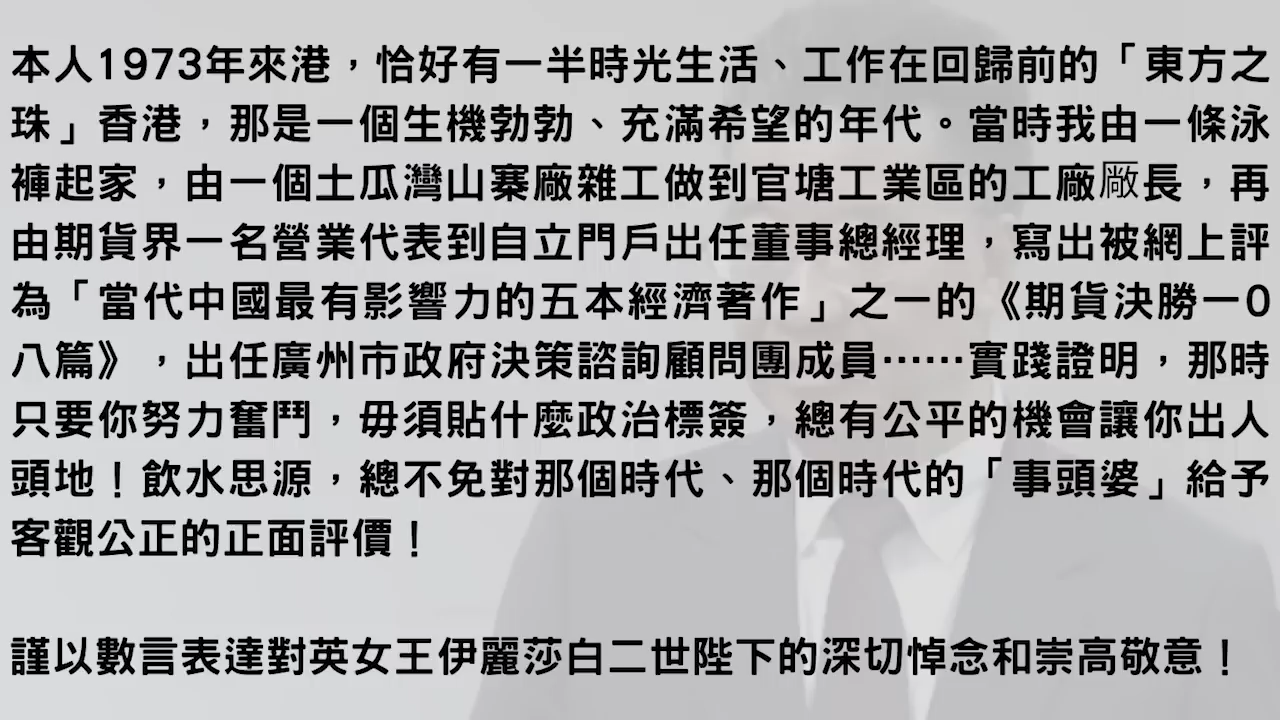 本人1973年來港，恰好有一半時光生活、工作在回歸前的「東方之
珠」香港，那是一個生機勃勃、充滿希望的年代。當時我由一條泳
褲起家，由一個土瓜灣山寨廠雜工做到官塘工業區的工廠厰長，再
由期貨界一名營業代表到自立門戶出任董事總經理，寫出被網上評
為「當代中國最有影響力的五本經濟著作」之一的《期貨決勝一0
八篇》，出任廣州市政府決策諮詢顧問團成員……實踐證明，那時
只要你努力奮鬥，毋須貼什麼政治標簽，總有公平的機會讓你出人
頭地！飲水思源，總不免對那個時代、那個時代的「事頭婆」給予
客觀公正的正面評價！
謹以數言表達對英女王伊麗莎白二世陛下的深切悼念和崇高敬意！